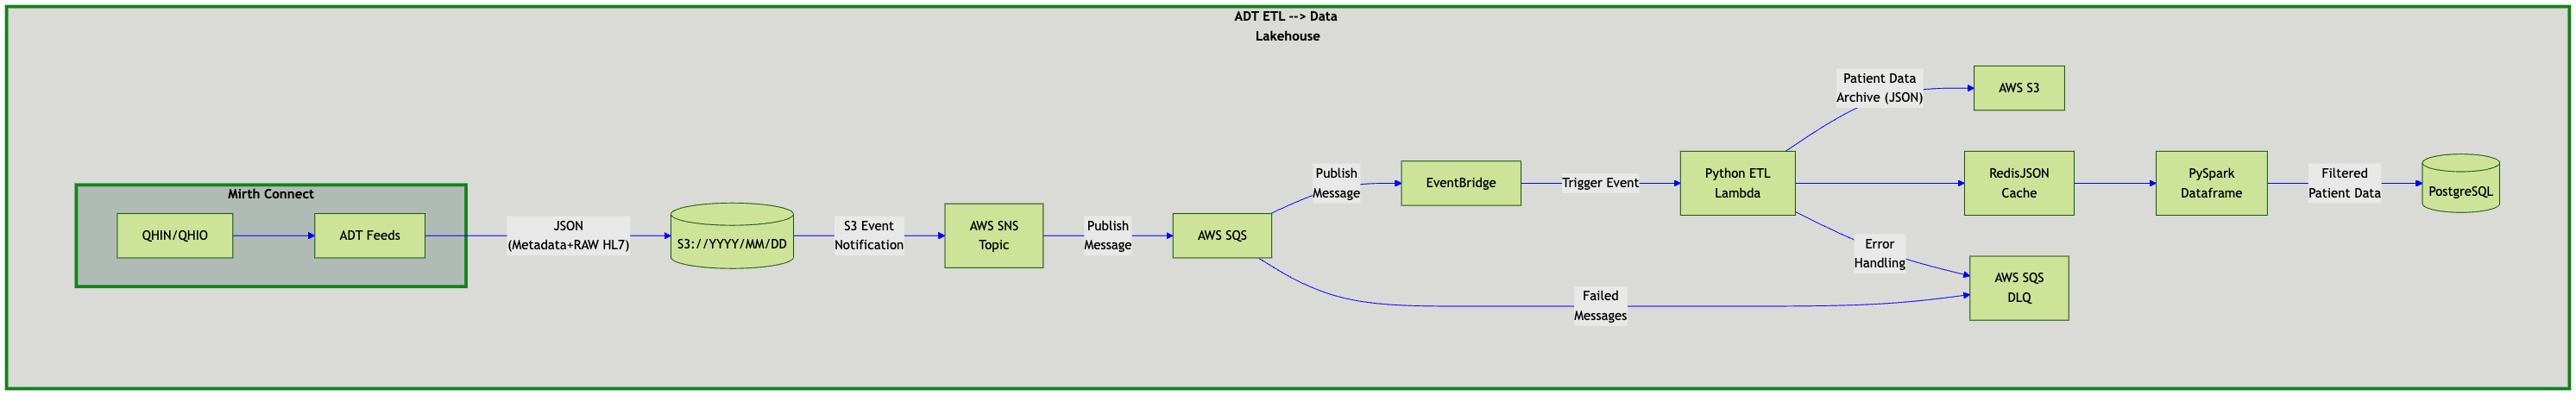 ADT ETL --> Data
Lakehouse
Mirth Connect
QHIN/QHIO
ADT Feeds
JSON
(Metadata+RAW HL7)
S3://YYYY/MM/DD
S3 Event
Notification
AWS SNS
Topic
Publish
Message
AWS SQS
Publish
Message
EventBridge
Trigger Event
Python ETL
Lambda
Patient Data
Archive (JSON)
AWS S3
RedisJSON
Cache
PySpark
Dataframe
Filtered
Patient Data
PostgreSQL
Error
Handling
Failed
Messages
AWS SQS
DLQ